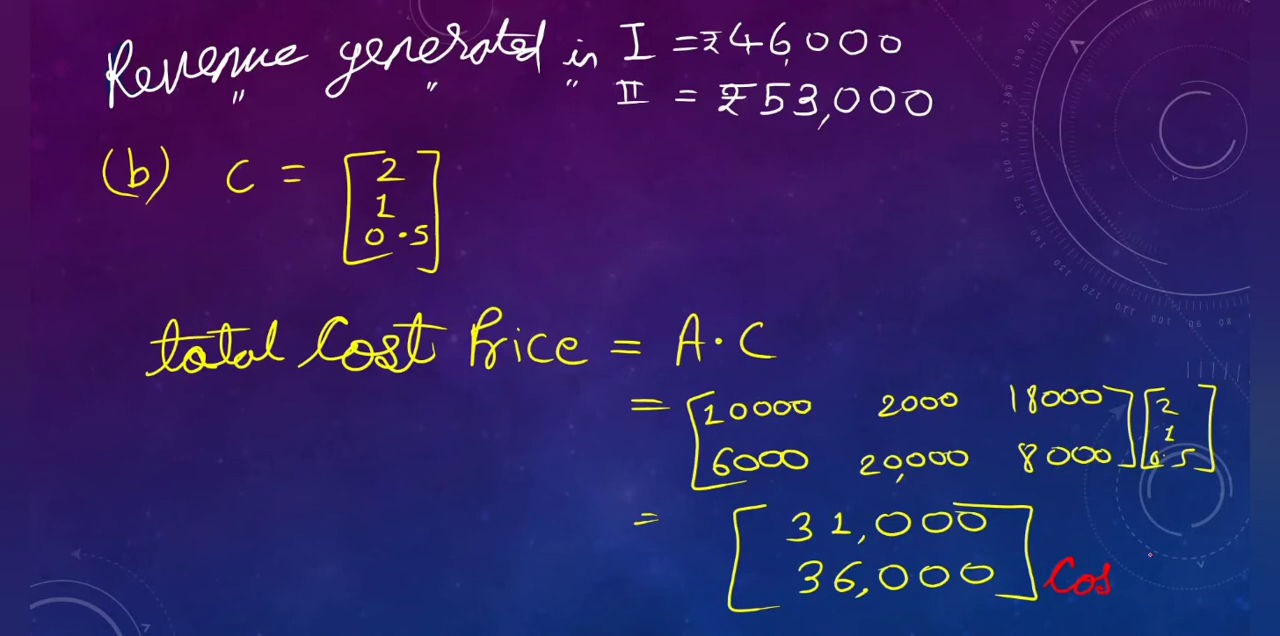 Revenue generated in I = ₹46,000
" " " II = ₹53,000
(b) C = [2
1
0.5]
total Cost Price = A·C
= [10000 2000 18000] [2
1
6000 20,000 8000 0.5]
= [31,000
36,000] Cos